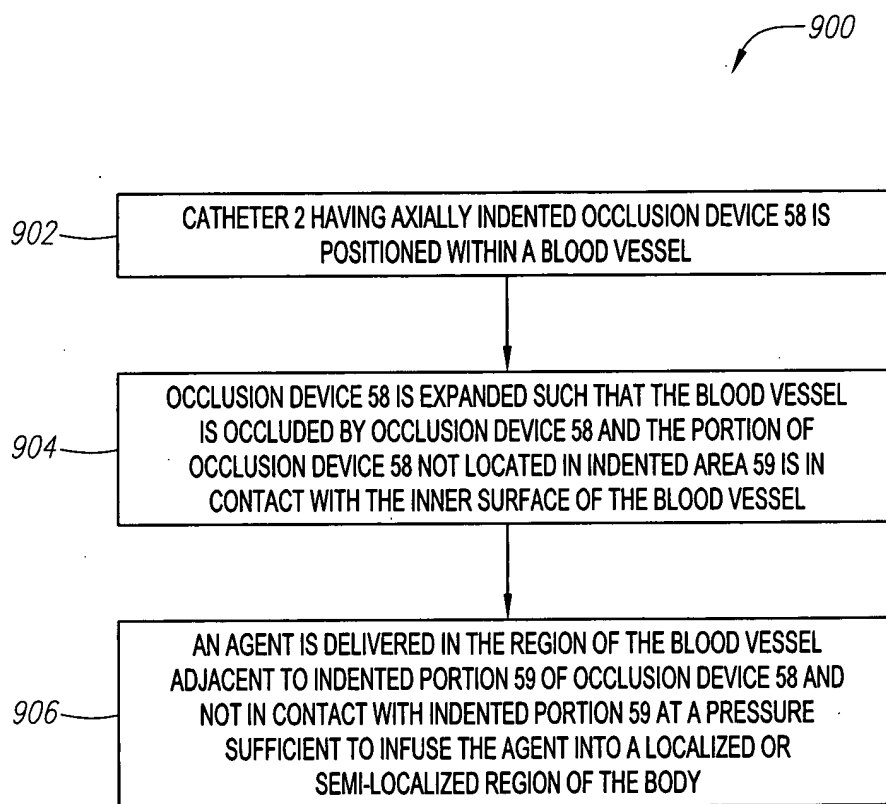 900
902
CATHETER 2 HAVING AXIALLY INDENTED OCCLUSION DEVICE 58 IS
POSITIONED WITHIN A BLOOD VESSEL
904
OCCLUSION DEVICE 58 IS EXPANDED SUCH THAT THE BLOOD VESSEL
IS OCCLUDED BY OCCLUSION DEVICE 58 AND THE PORTION OF
OCCLUSION DEVICE 58 NOT LOCATED IN INDENTED AREA 59 IS IN
CONTACT WITH THE INNER SURFACE OF THE BLOOD VESSEL
906
AN AGENT IS DELIVERED IN THE REGION OF THE BLOOD VESSEL
ADJACENT TO INDENTED PORTION 59 OF OCCLUSION DEVICE 58 AND
NOT IN CONTACT WITH INDENTED PORTION 59 AT A PRESSURE
SUFFICIENT TO INFUSE THE AGENT INTO A LOCALIZED OR
SEMI-LOCALIZED REGION OF THE BODY